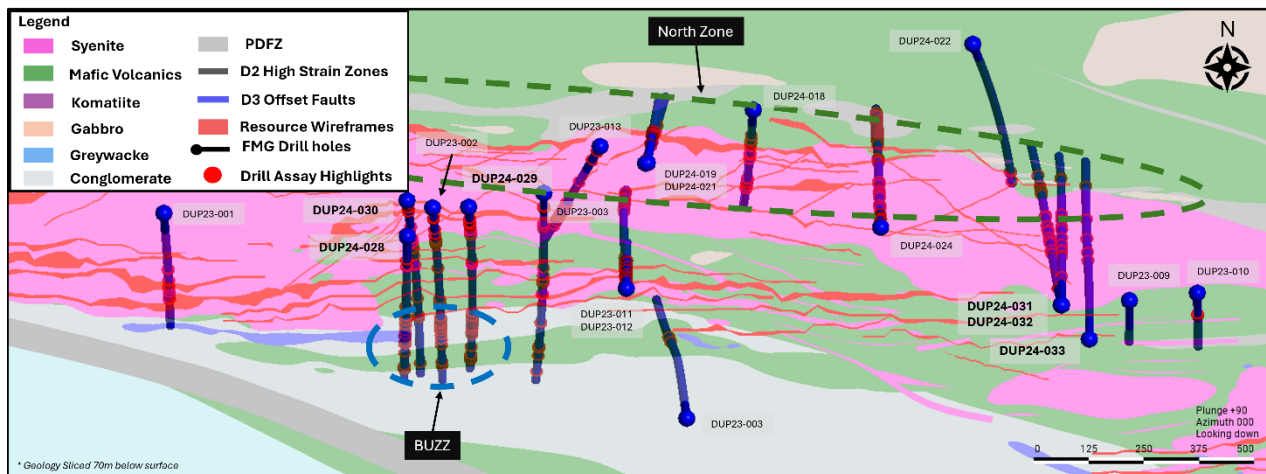 Legend
Syenite
Mafic Volcanics
Komatiite
Gabbro
Greywacke
Conglomerate
PDFZ
D2 High Strain Zones
D3 Offset Faults
Resource Wireframes
FMG Drill holes
Drill Assay Highlights
North Zone
DUP24-022
N
DUP24-018
DUP23-013
DUP23-002
DUP24-029
DUP24-019
DUP24-021
DUP24-030
DUP23-001
DUP23-003
DUP24-028
DUP24-024
DUP23-009
DUP23-010
DUP24-031
DUP24-032
DUP23-011
DUP23-012
DUP24-033
DUP23-003
BUZZ
Plunge +90
Azimuth 000
Looking down
0 125 250 375 500
* Geology Sliced 70m below surface